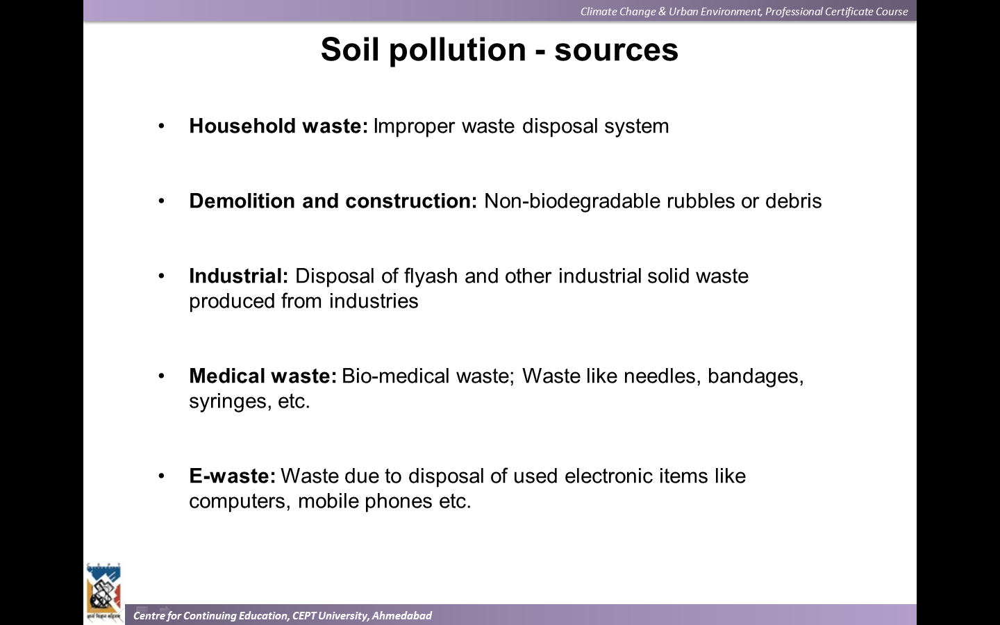 Climate Change & Urban Environment, Professional Certificate Course
Soil pollution - sources
• Household waste: Improper waste disposal system
• Demolition and construction: Non-biodegradable rubbles or debris
• Industrial: Disposal of flyash and other industrial solid waste
produced from industries
• Medical waste: Bio-medical waste; Waste like needles, bandages,
syringes, etc.
• E-waste: Waste due to disposal of used electronic items like
computers, mobile phones etc.
C E P T
Centre for Continuing Education, CEPT University, Ahmedabad